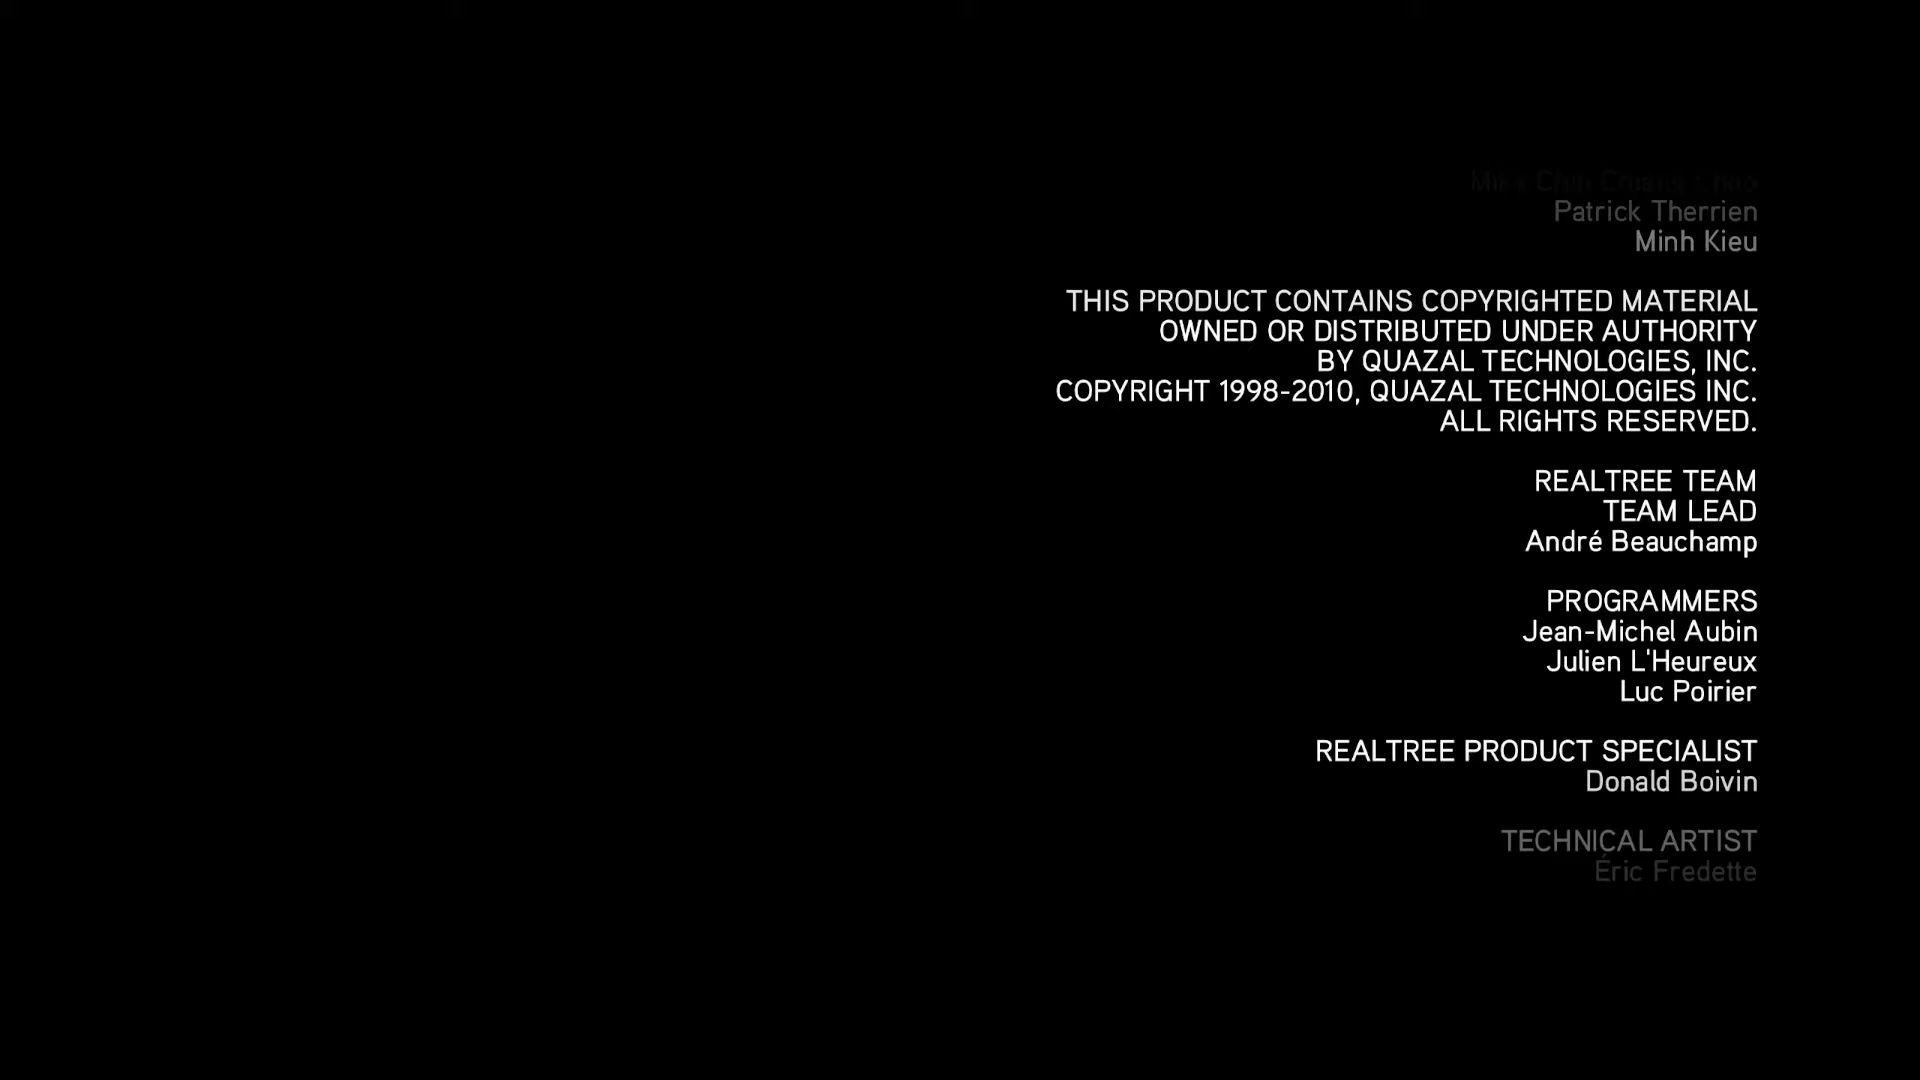 Patrick Therrien
Minh Kieu
THIS PRODUCT CONTAINS COPYRIGHTED MATERIAL
OWNED OR DISTRIBUTED UNDER AUTHORITY
BY QUAZAL TECHNOLOGIES, INC.
COPYRIGHT 1998-2010, QUAZAL TECHNOLOGIES INC.
ALL RIGHTS RESERVED.
REALTREE TEAM
TEAM LEAD
André Beauchamp
PROGRAMMERS
Jean-Michel Aubin
Julien L'Heureux
Luc Poirier
REALTREE PRODUCT SPECIALIST
Donald Boivin
TECHNICAL ARTIST
Éric Fredette